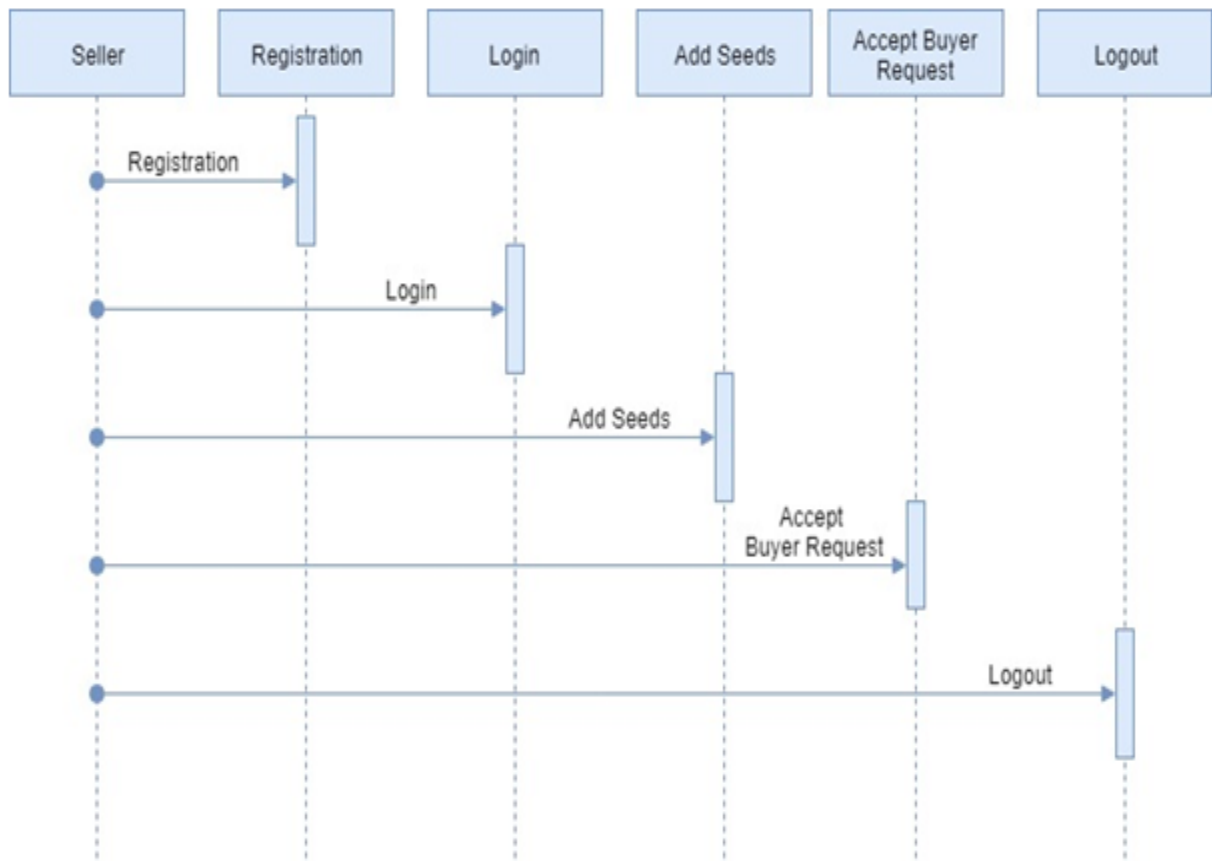 Seller
Registration
Login
Add Seeds
Accept Buyer
Request
Logout
Registration
Login
Add Seeds
Accept
Buyer Request
Logout